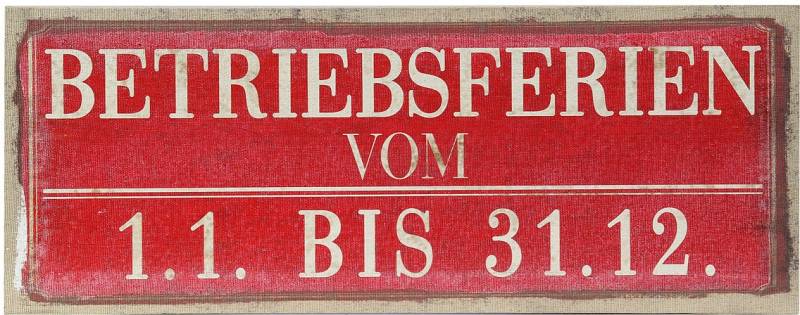 BETRIEBSFERIEN
VOM
1.1. BIS 31.12.